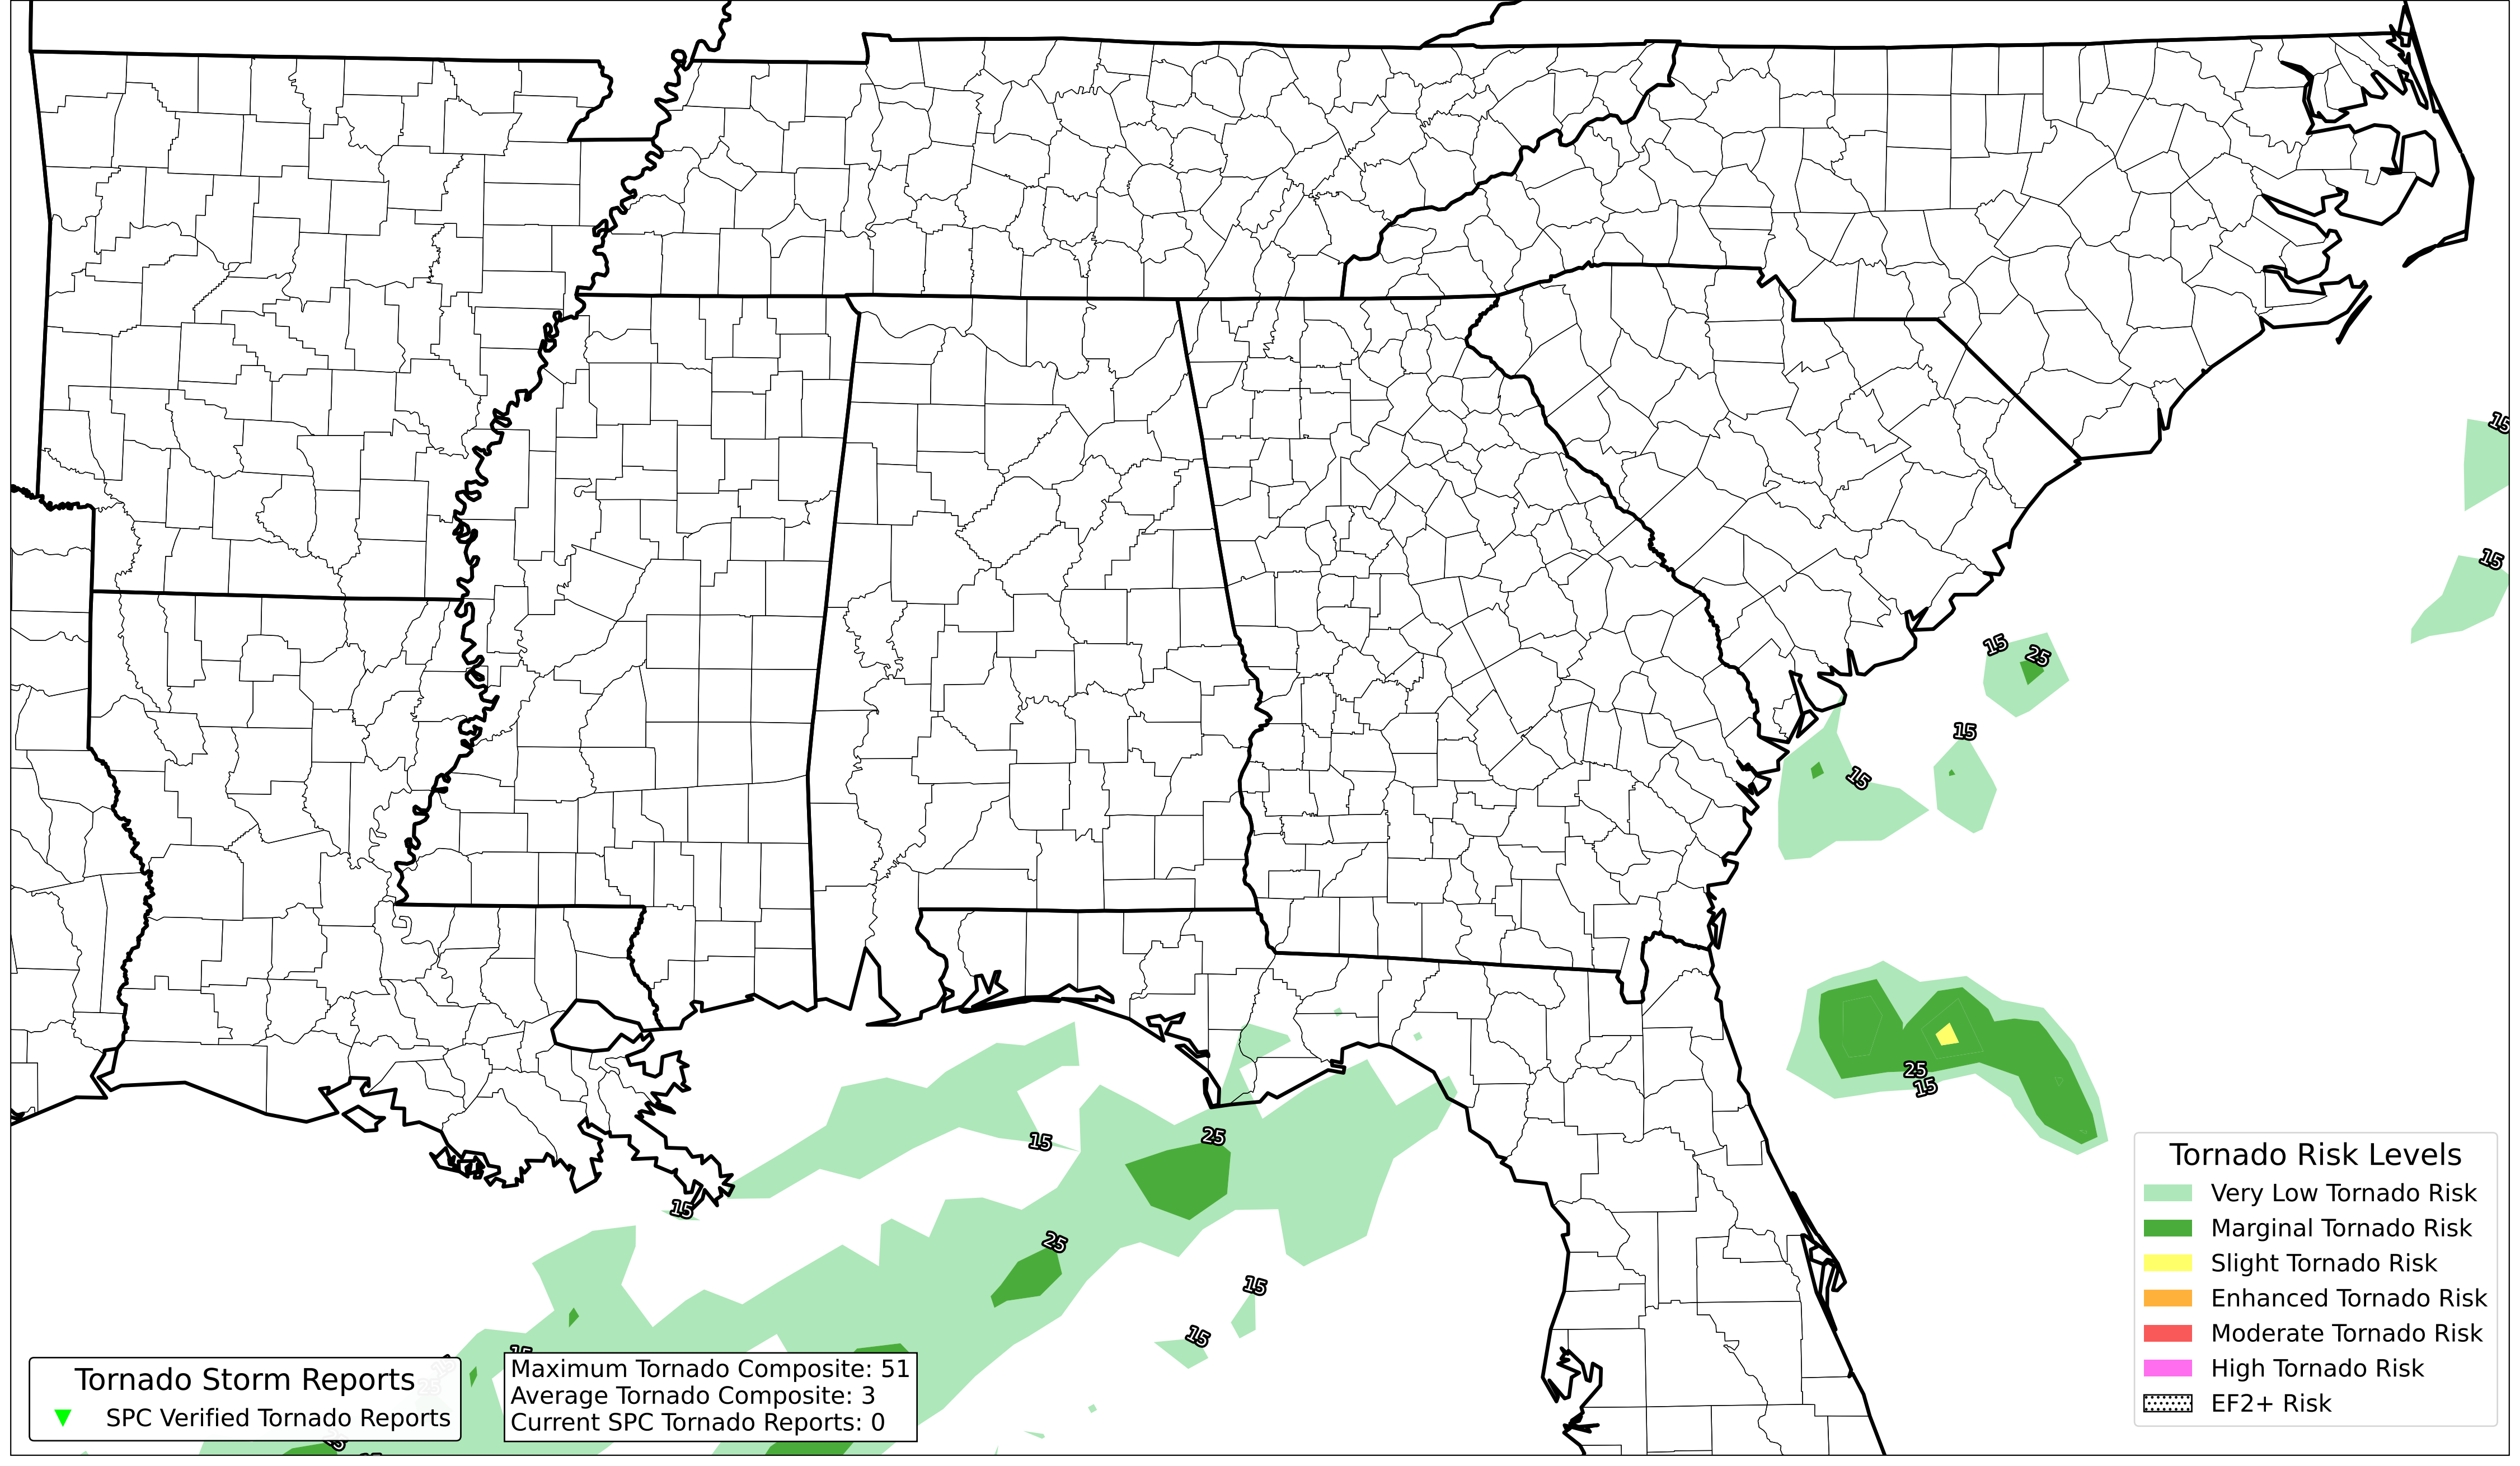 15
15
15
25
15
15
25
15
25
15
15
25
15
15
15
Tornado Risk Levels
Very Low Tornado Risk
Marginal Tornado Risk
Slight Tornado Risk
Enhanced Tornado Risk
Moderate Tornado Risk
High Tornado Risk
EF2+ Risk
Tornado Storm Reports
SPC Verified Tornado Reports
Maximum Tornado Composite: 51
Average Tornado Composite: 3
Current SPC Tornado Reports: 0